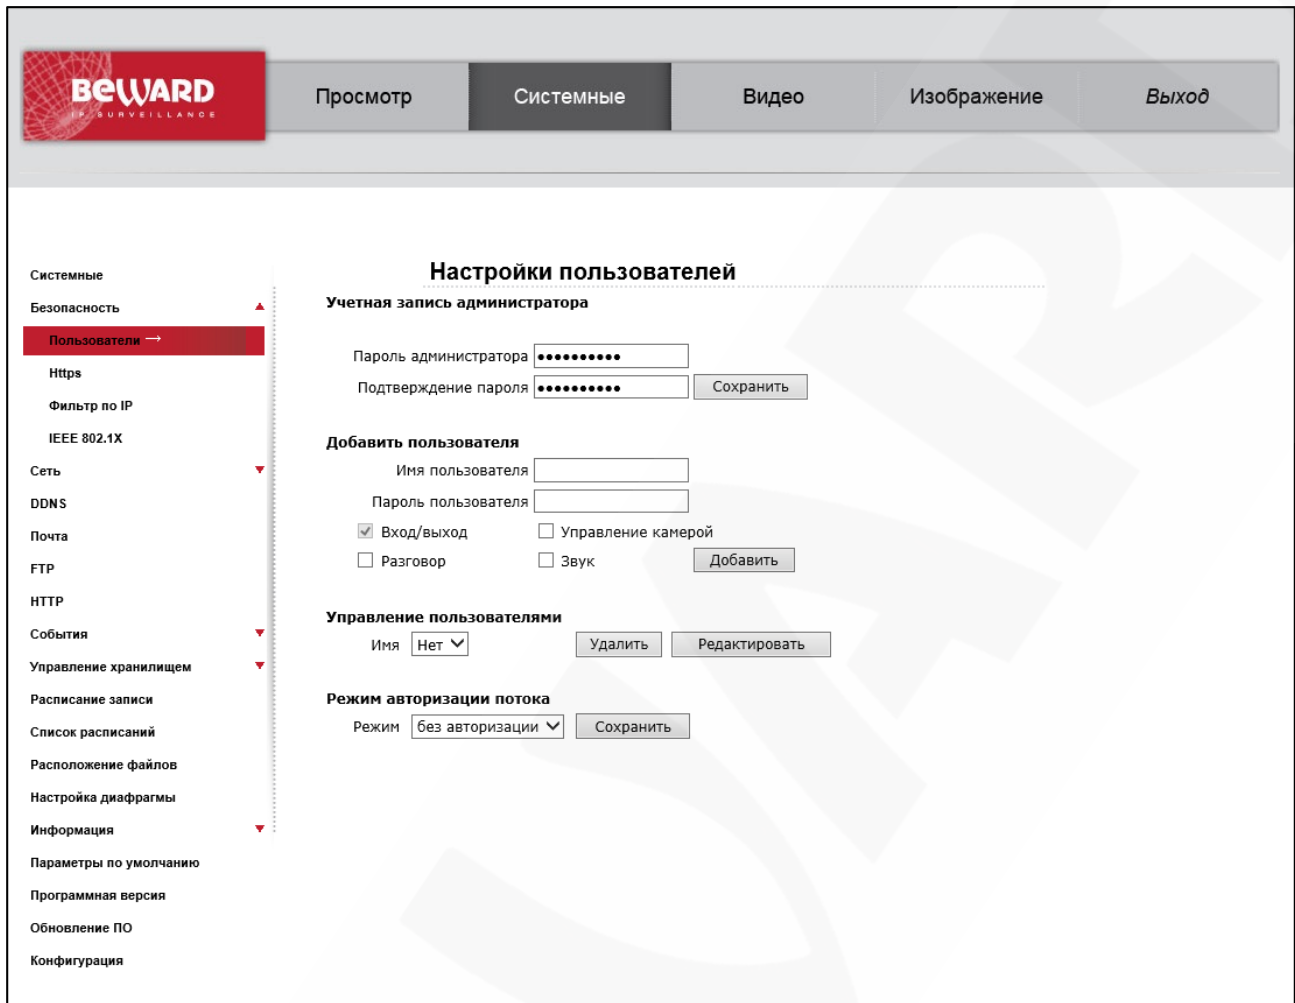 BEWARD
IP SURVEILLANCE
Просмотр
Системные
Видео
Изображение
Выход
Системные
Безопасность
Пользователи →
Https
Фильтр по IP
IEEE 802.1X
Сеть
DDNS
Почта
FTP
HTTP
События
Управление хранилищем
Расписание записи
Список расписаний
Расположение файлов
Настройка диафрагмы
Информация
Параметры по умолчанию
Программная версия
Обновление ПО
Конфигурация
Настройки пользователей
Учетная запись администратора
Пароль администратора ●●●●●●●●●●
Подтверждение пароля ●●●●●●●●●● Сохранить
Добавить пользователя
Имя пользователя
Пароль пользователя
Вход/выход Управление камерой
Разговор Звук Добавить
Управление пользователями
Имя Нет Удалить Редактировать
Режим авторизации потока
Режим без авторизации Сохранить